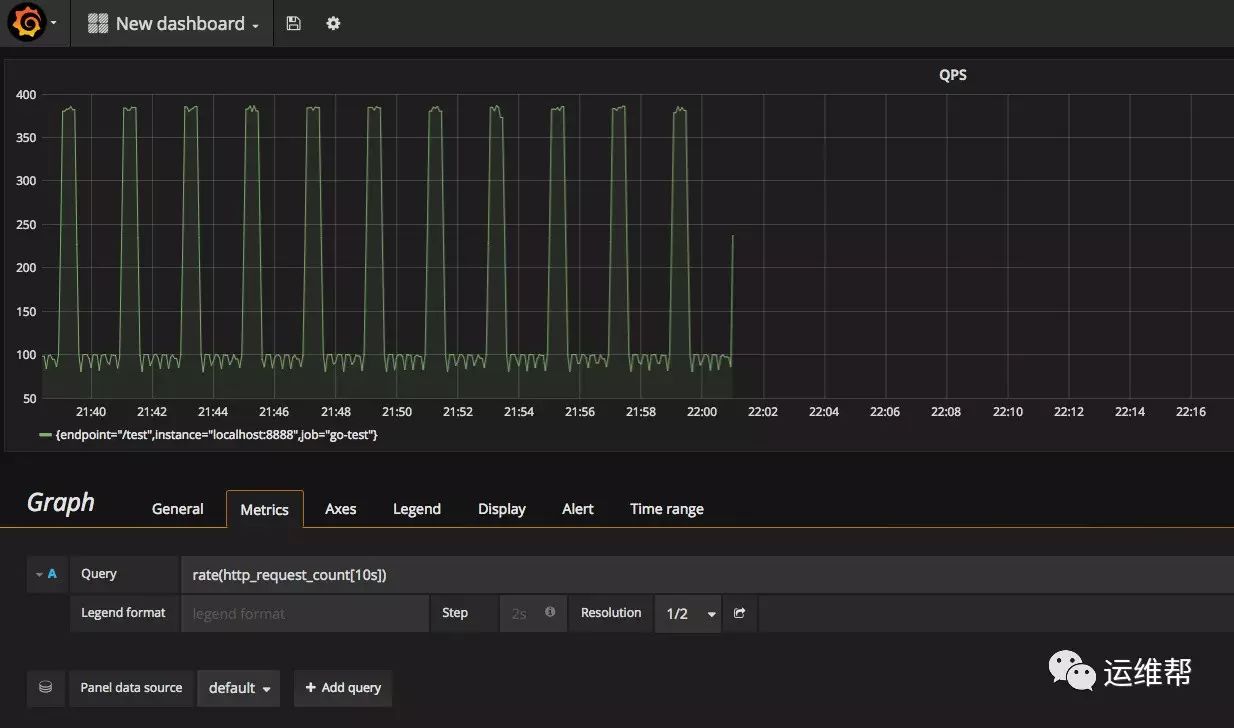 New dashboard
QPS
400
350
300
250
200
150
100
50
21:40 21:42 21:44 21:46 21:48 21:50 21:52 21:54 21:56 21:58 22:00 22:02 22:04 22:06 22:08 22:10 22:12 22:14 22:16
{endpoint="/test",instance="localhost:8888",job="go-test"}
Graph General Metrics Axes Legend Display Alert Time range
A Query rate(http_request_count[10s])
Legend format legend format Step 2s Resolution 1/2
Panel data source default + Add query
运维帮